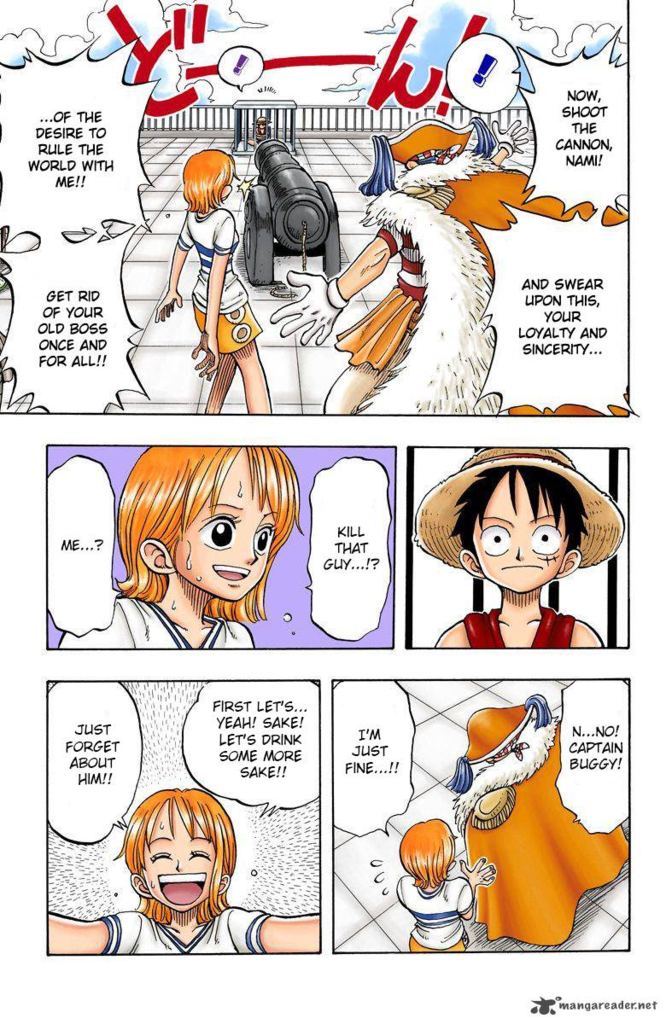 ど
ー
ん!
!
!
NOW,
SHOOT
THE
CANNON,
NAMI!
AND SWEAR
UPON THIS,
YOUR
LOYALTY AND
SINCERITY...
...OF THE
DESIRE TO
RULE THE
WORLD WITH
ME!!
GET RID
OF YOUR
OLD BOSS
ONCE AND
FOR ALL!!
KILL
THAT
GUY...!?
ME...?
N...NO!
CAPTAIN
BUGGY!
I'M
JUST
FINE...!!
FIRST LET'S...
YEAH! SAKE!
LET'S DRINK
SOME MORE
SAKE!!
JUST
FORGET
ABOUT
HIM!!
mangareader.net